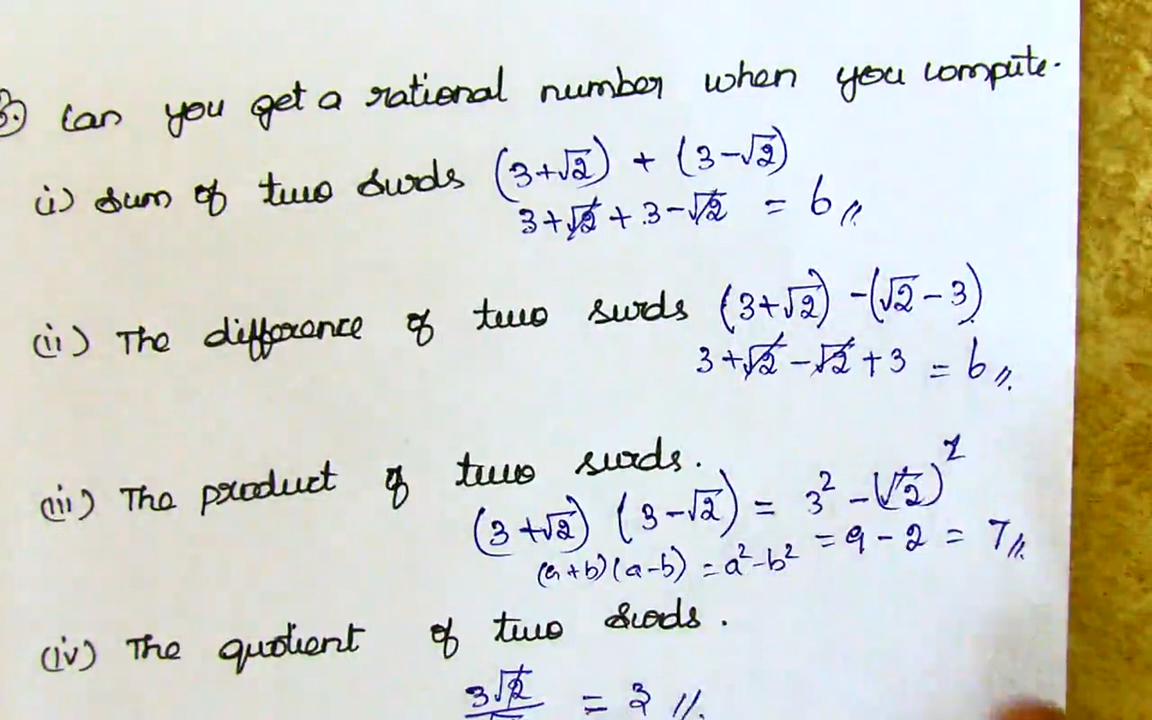 3.) Can you get a rational number when you compute.
(i) Sum of two surds (3+√2) + (3-√2)
3+√2 + 3-√2 = 6 //
(ii) The difference of two surds (3+√2) - (√2 - 3)
3+√2 - √2 + 3 = 6 //.
(iii) The product of two surds.
(3+√2) (3-√2) = 3² - (√2)²
(a+b)(a-b) = a²-b² = 9 - 2 = 7 //.
(iv) The quotient of two surds.
3√2 = 3 //.